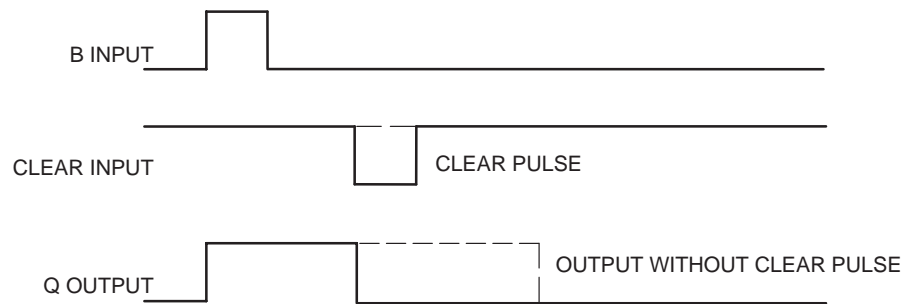 B INPUT
CLEAR INPUT
CLEAR PULSE
Q OUTPUT
OUTPUT WITHOUT CLEAR PULSE